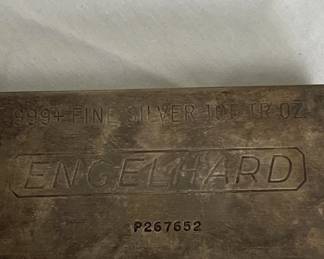 999+ FINE SILVER 100 TR OZ
ENGELHARD
P267652